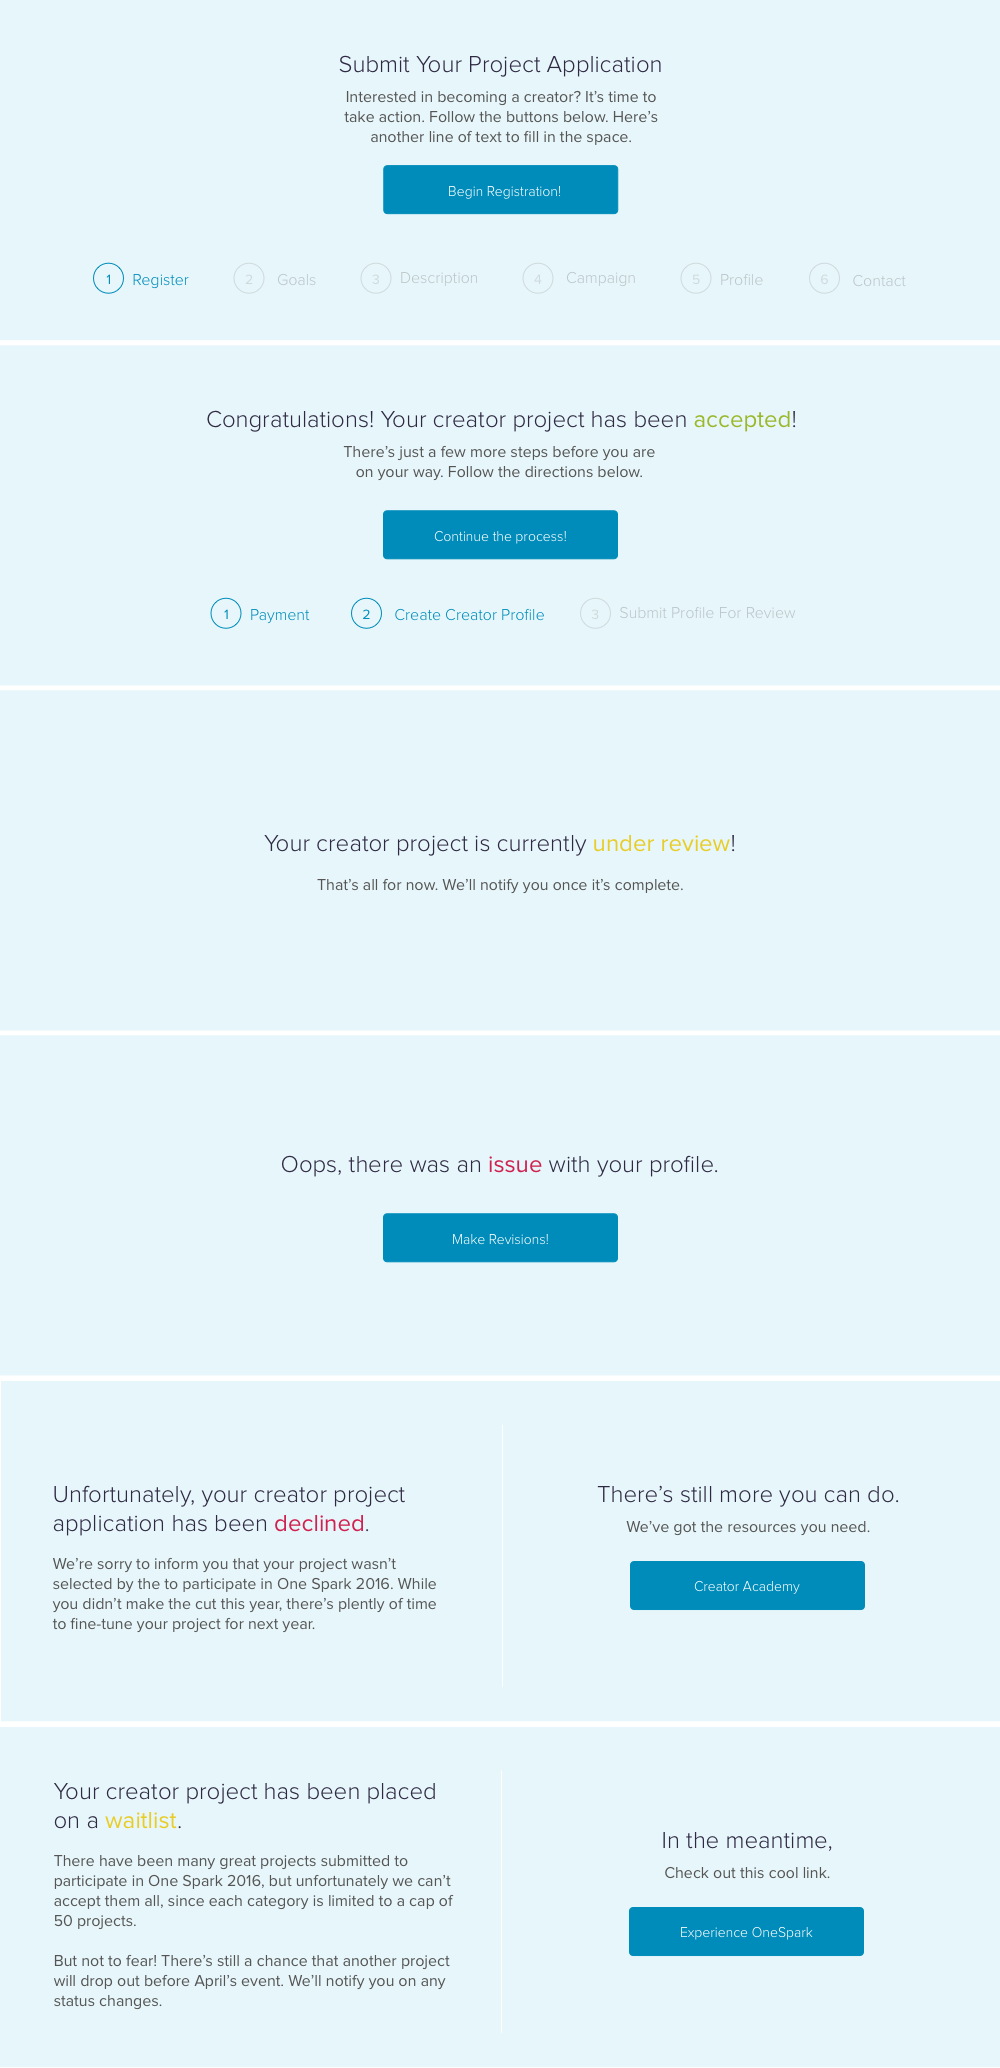 Submit Your Project Application
Interested in becoming a creator? It's time to
take action. Follow the buttons below. Here's
another line of text to fill in the space.
Begin Registration!
1 Register 2 Goals 3 Description 4 Campaign 5 Profile 6 Contact
Congratulations! Your creator project has been accepted!
There's just a few more steps before you are
on your way. Follow the directions below.
Continue the process!
1 Payment 2 Create Creator Profile 3 Submit Profile For Review
Your creator project is currently under review!
That's all for now. We'll notify you once it's complete.
Oops, there was an issue with your profile.
Make Revisions!
Unfortunately, your creator project
application has been declined.
We're sorry to inform you that your project wasn't
selected by the to participate in One Spark 2016. While
you didn't make the cut this year, there's plently of time
to fine-tune your project for next year.
There's still more you can do.
We've got the resources you need.
Creator Academy
Your creator project has been placed
on a waitlist.
There have been many great projects submitted to
participate in One Spark 2016, but unfortunately we can't
accept them all, since each category is limited to a cap of
50 projects.
But not to fear! There's still a chance that another project
will drop out before April's event. We'll notify you on any
status changes.
In the meantime,
Check out this cool link.
Experience OneSpark